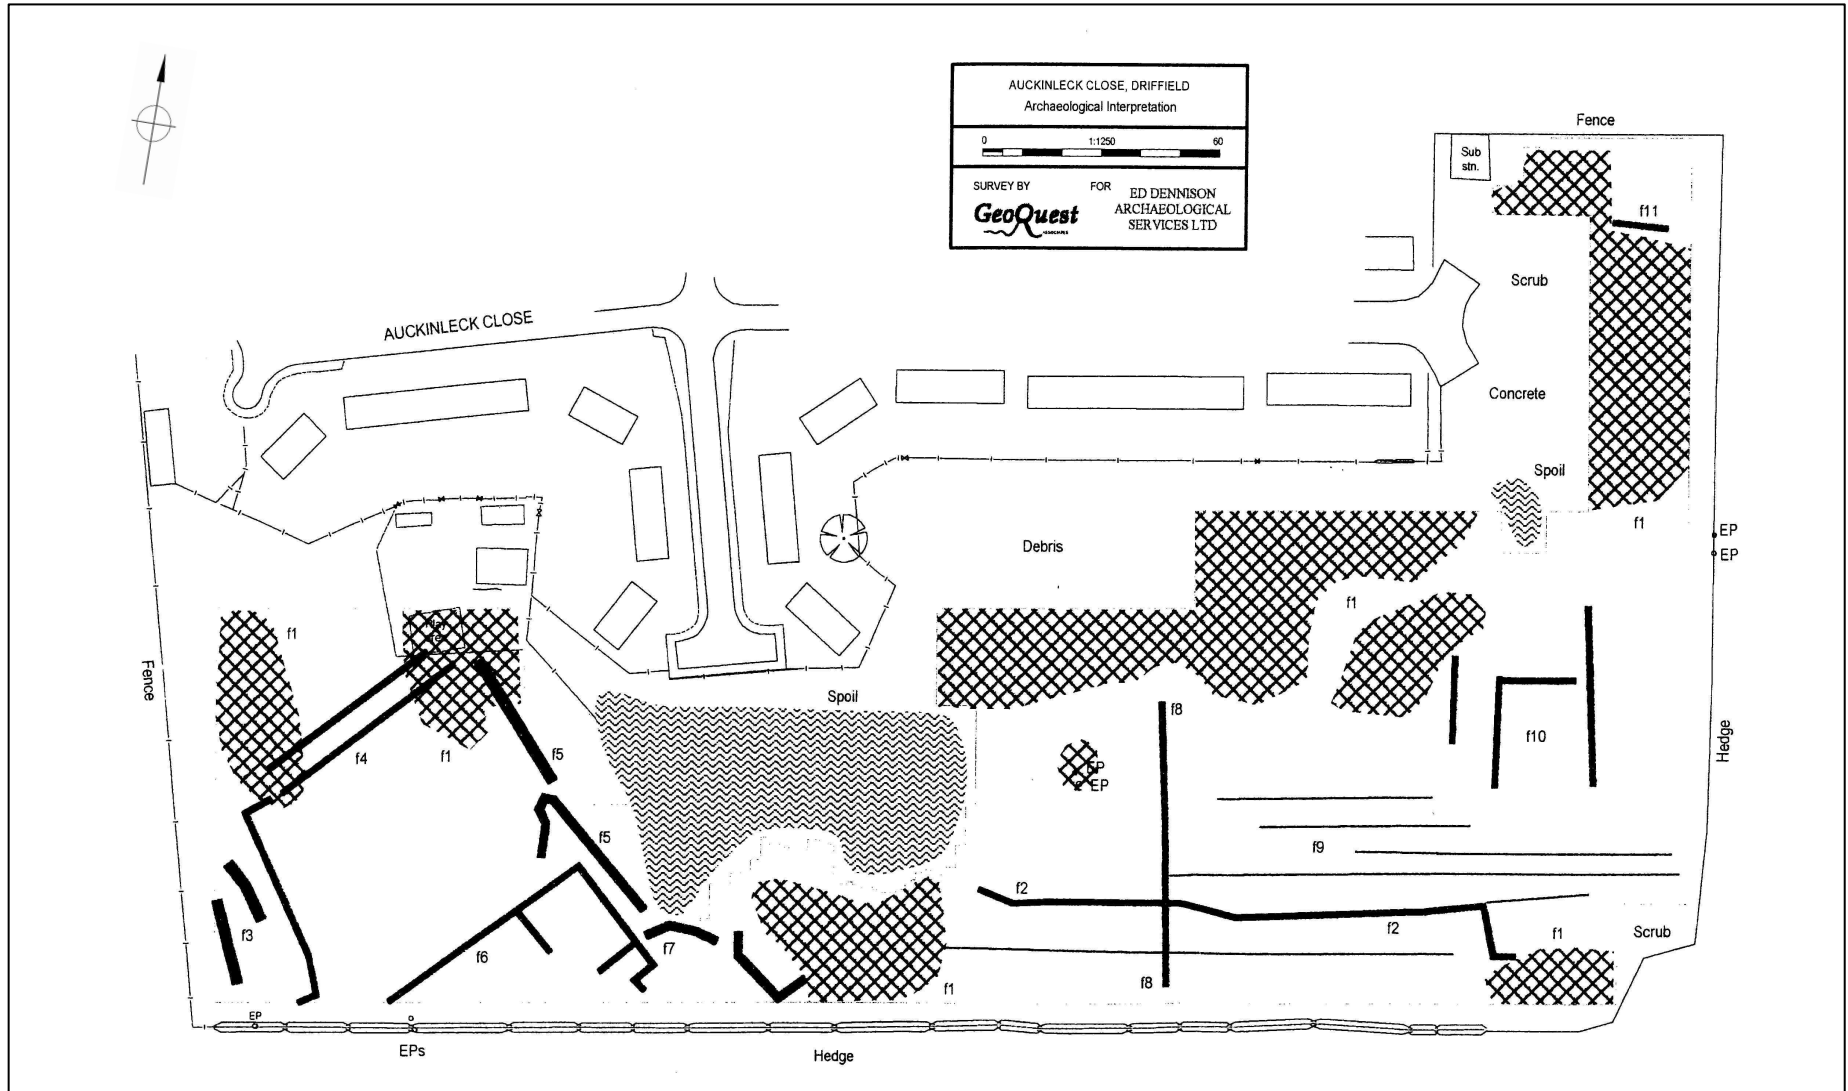 AUCKINLECK CLOSE, DRIFFIELD
Archaeological Interpretation
0 1:1250 60
SURVEY BY FOR ED DENNISON
GeoQuest ARCHAEOLOGICAL
ASSOCIATES SERVICES LTD
Fence
Sub
stn.
f11
Scrub
AUCKINLECK CLOSE
Concrete
Spoil
f1
EP
EP
Debris
f1
f1
Fence
Spoil
f8
Hedge
f4
f1
f5
EP
EP
f10
f5
f9
f2
f3
f6
f7
f2
f1
Scrub
f1
f8
EP
EPs
Hedge